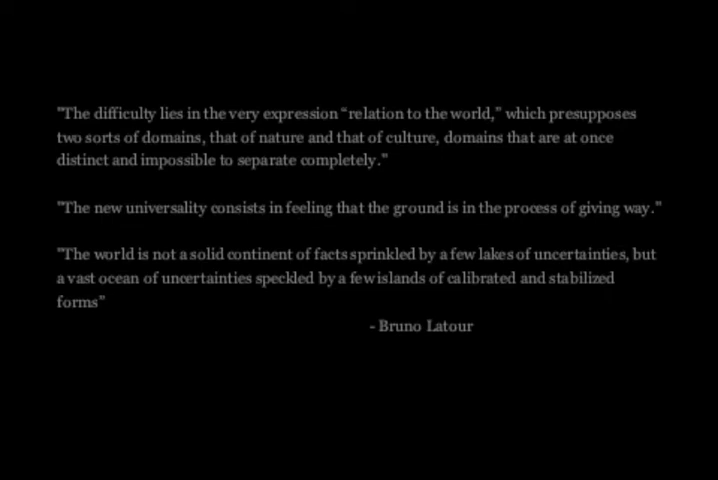 "The difficulty lies in the very expression “relation to the world,” which presupposes
two sorts of domains, that of nature and that of culture, domains that are at once
distinct and impossible to separate completely."
"The new universality consists in feeling that the ground is in the process of giving way."
"The world is not a solid continent of facts sprinkled by a few lakes of uncertainties, but
a vast ocean of uncertainties speckled by a few islands of calibrated and stabilized
forms”
- Bruno Latour